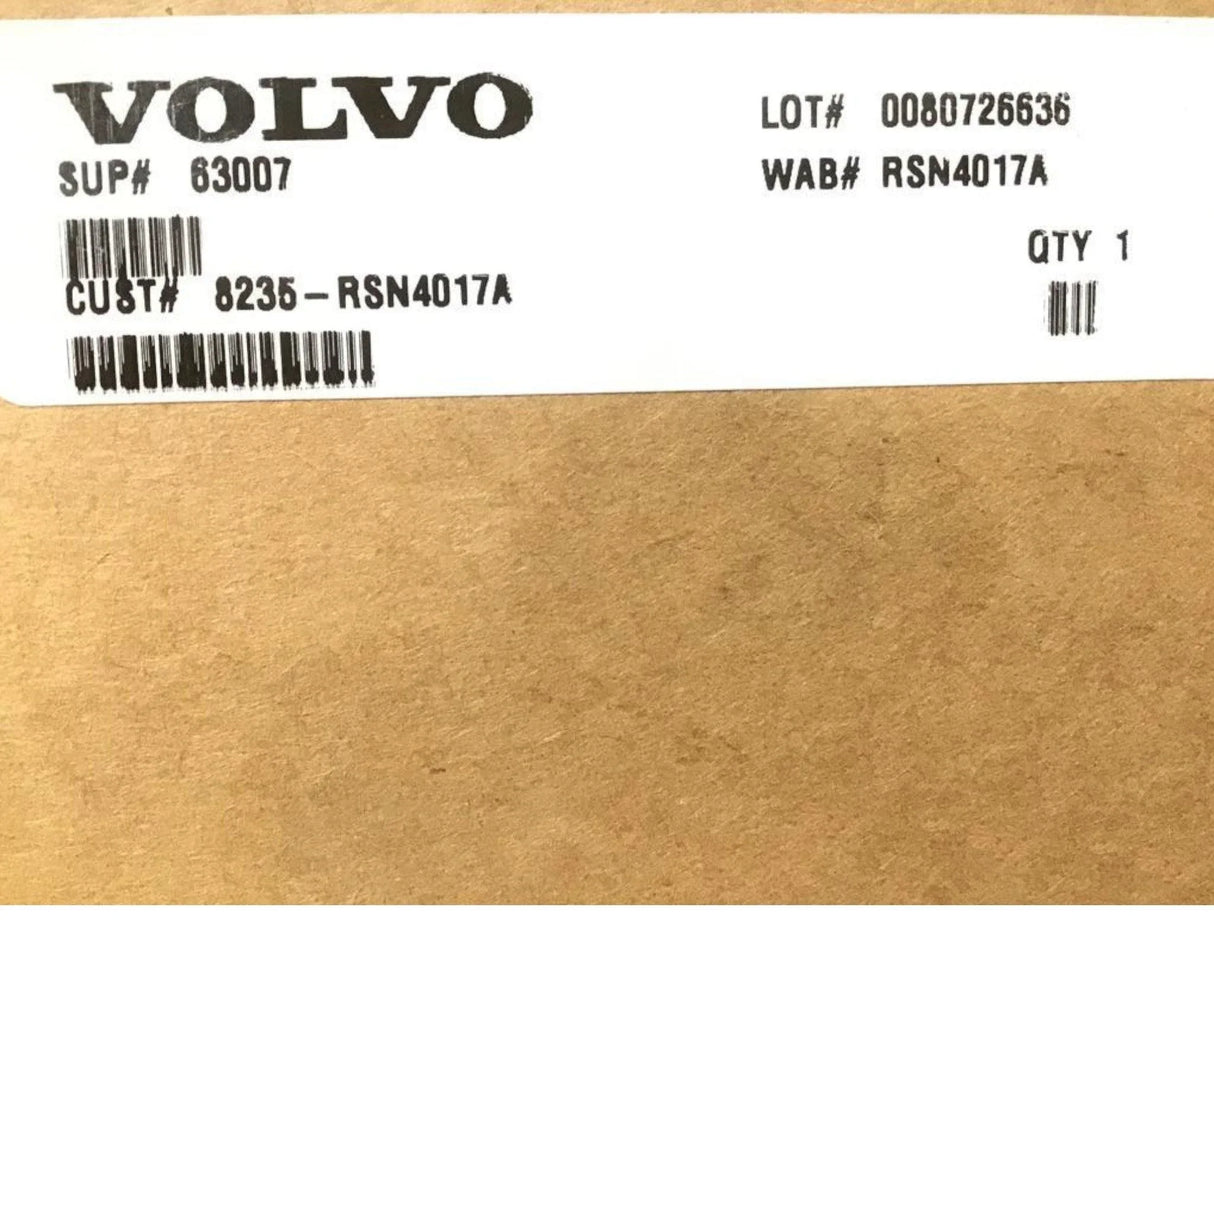 VOLVO
SUP# 63007
CUST# 8235-RSN4017A
LOT# 0080726636
WAB# RSN4017A
QTY 1